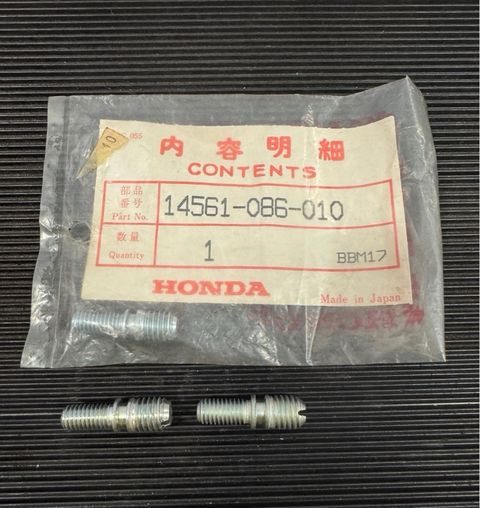 10
055
内容明細
CONTENTS
部品番号
Part No.
14561-086-010
数量
Quantity
1
BBM17
HONDA
Made in Japan